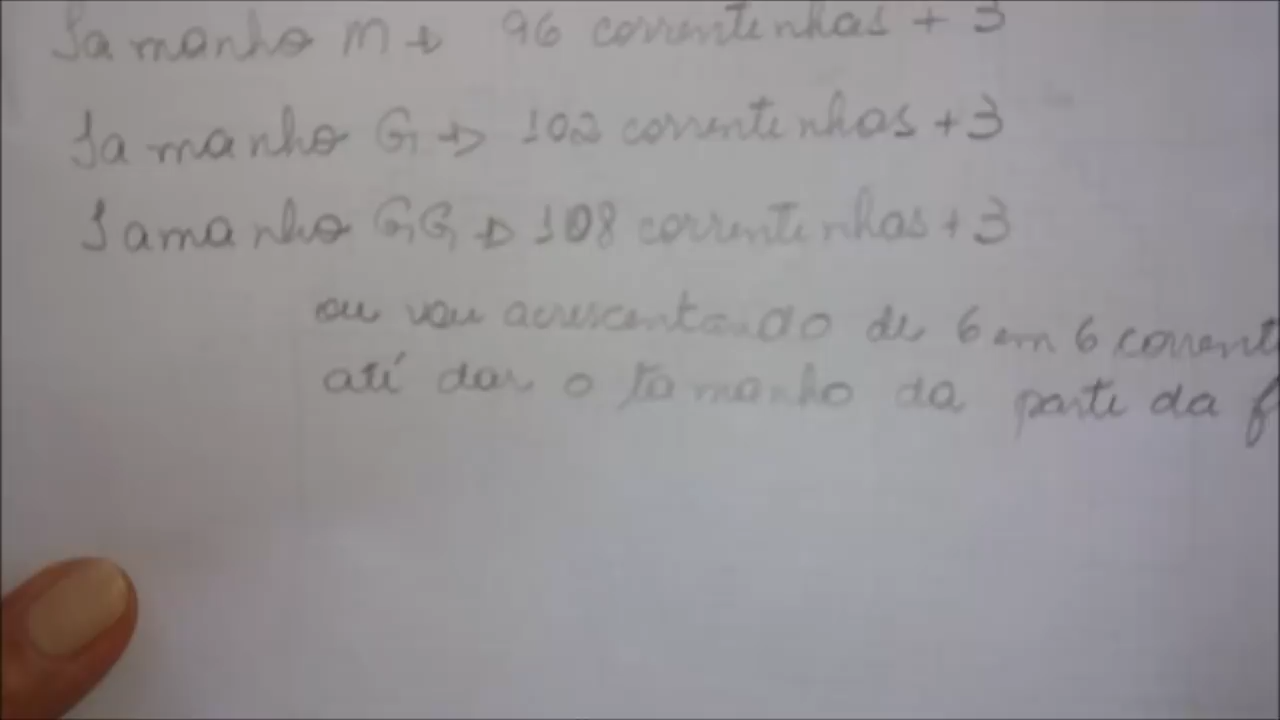 Tamanho M → 96 correntinhas + 3
Tamanho G → 102 correntinhas + 3
Tamanho GG → 108 correntinhas + 3
ou vou acrescentando de 6 em 6 corrent
até dar o tamanho da parte da f